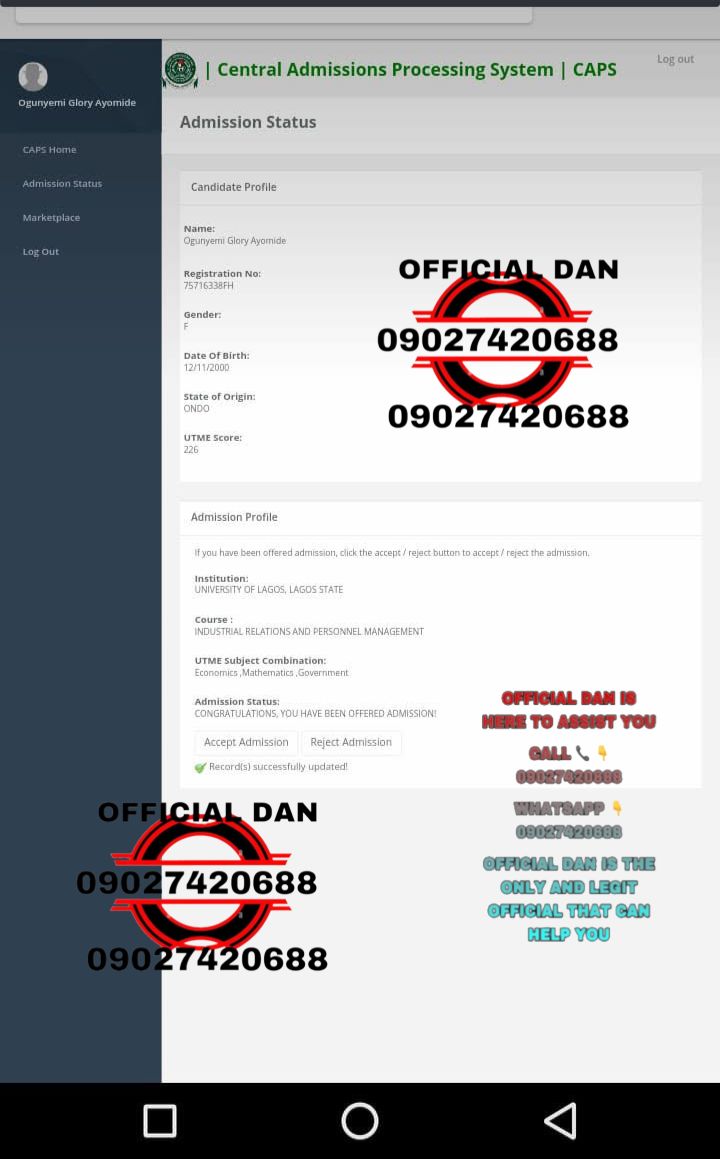 | Central Admissions Processing System | CAPS
Log out
Ogunyemi Glory Ayomide
CAPS Home
Admission Status
Marketplace
Log Out
Admission Status
Candidate Profile
Name:
Ogunyemi Glory Ayomide
Registration No:
75716338FH
Gender:
F
Date Of Birth:
12/11/2000
State of Origin:
ONDO
UTME Score:
226
OFFICIAL DAN
09027420688
09027420688
Admission Profile
If you have been offered admission, click the accept / reject button to accept / reject the admission.
Institution:
UNIVERSITY OF LAGOS, LAGOS STATE
Course :
INDUSTRIAL RELATIONS AND PERSONNEL MANAGEMENT
UTME Subject Combination:
Economics ,Mathematics ,Government
Admission Status:
CONGRATULATIONS, YOU HAVE BEEN OFFERED ADMISSION!
Accept Admission
Reject Admission
Record(s) successfully updated!
OFFICIAL DAN IS
HERE TO ASSIST YOU
CALL 📞 👇
09027420688
WHATSAPP 👇
09027420688
OFFICIAL DAN IS THE
ONLY AND LEGIT
OFFICIAL THAT CAN
HELP YOU
OFFICIAL DAN
09027420688
09027420688